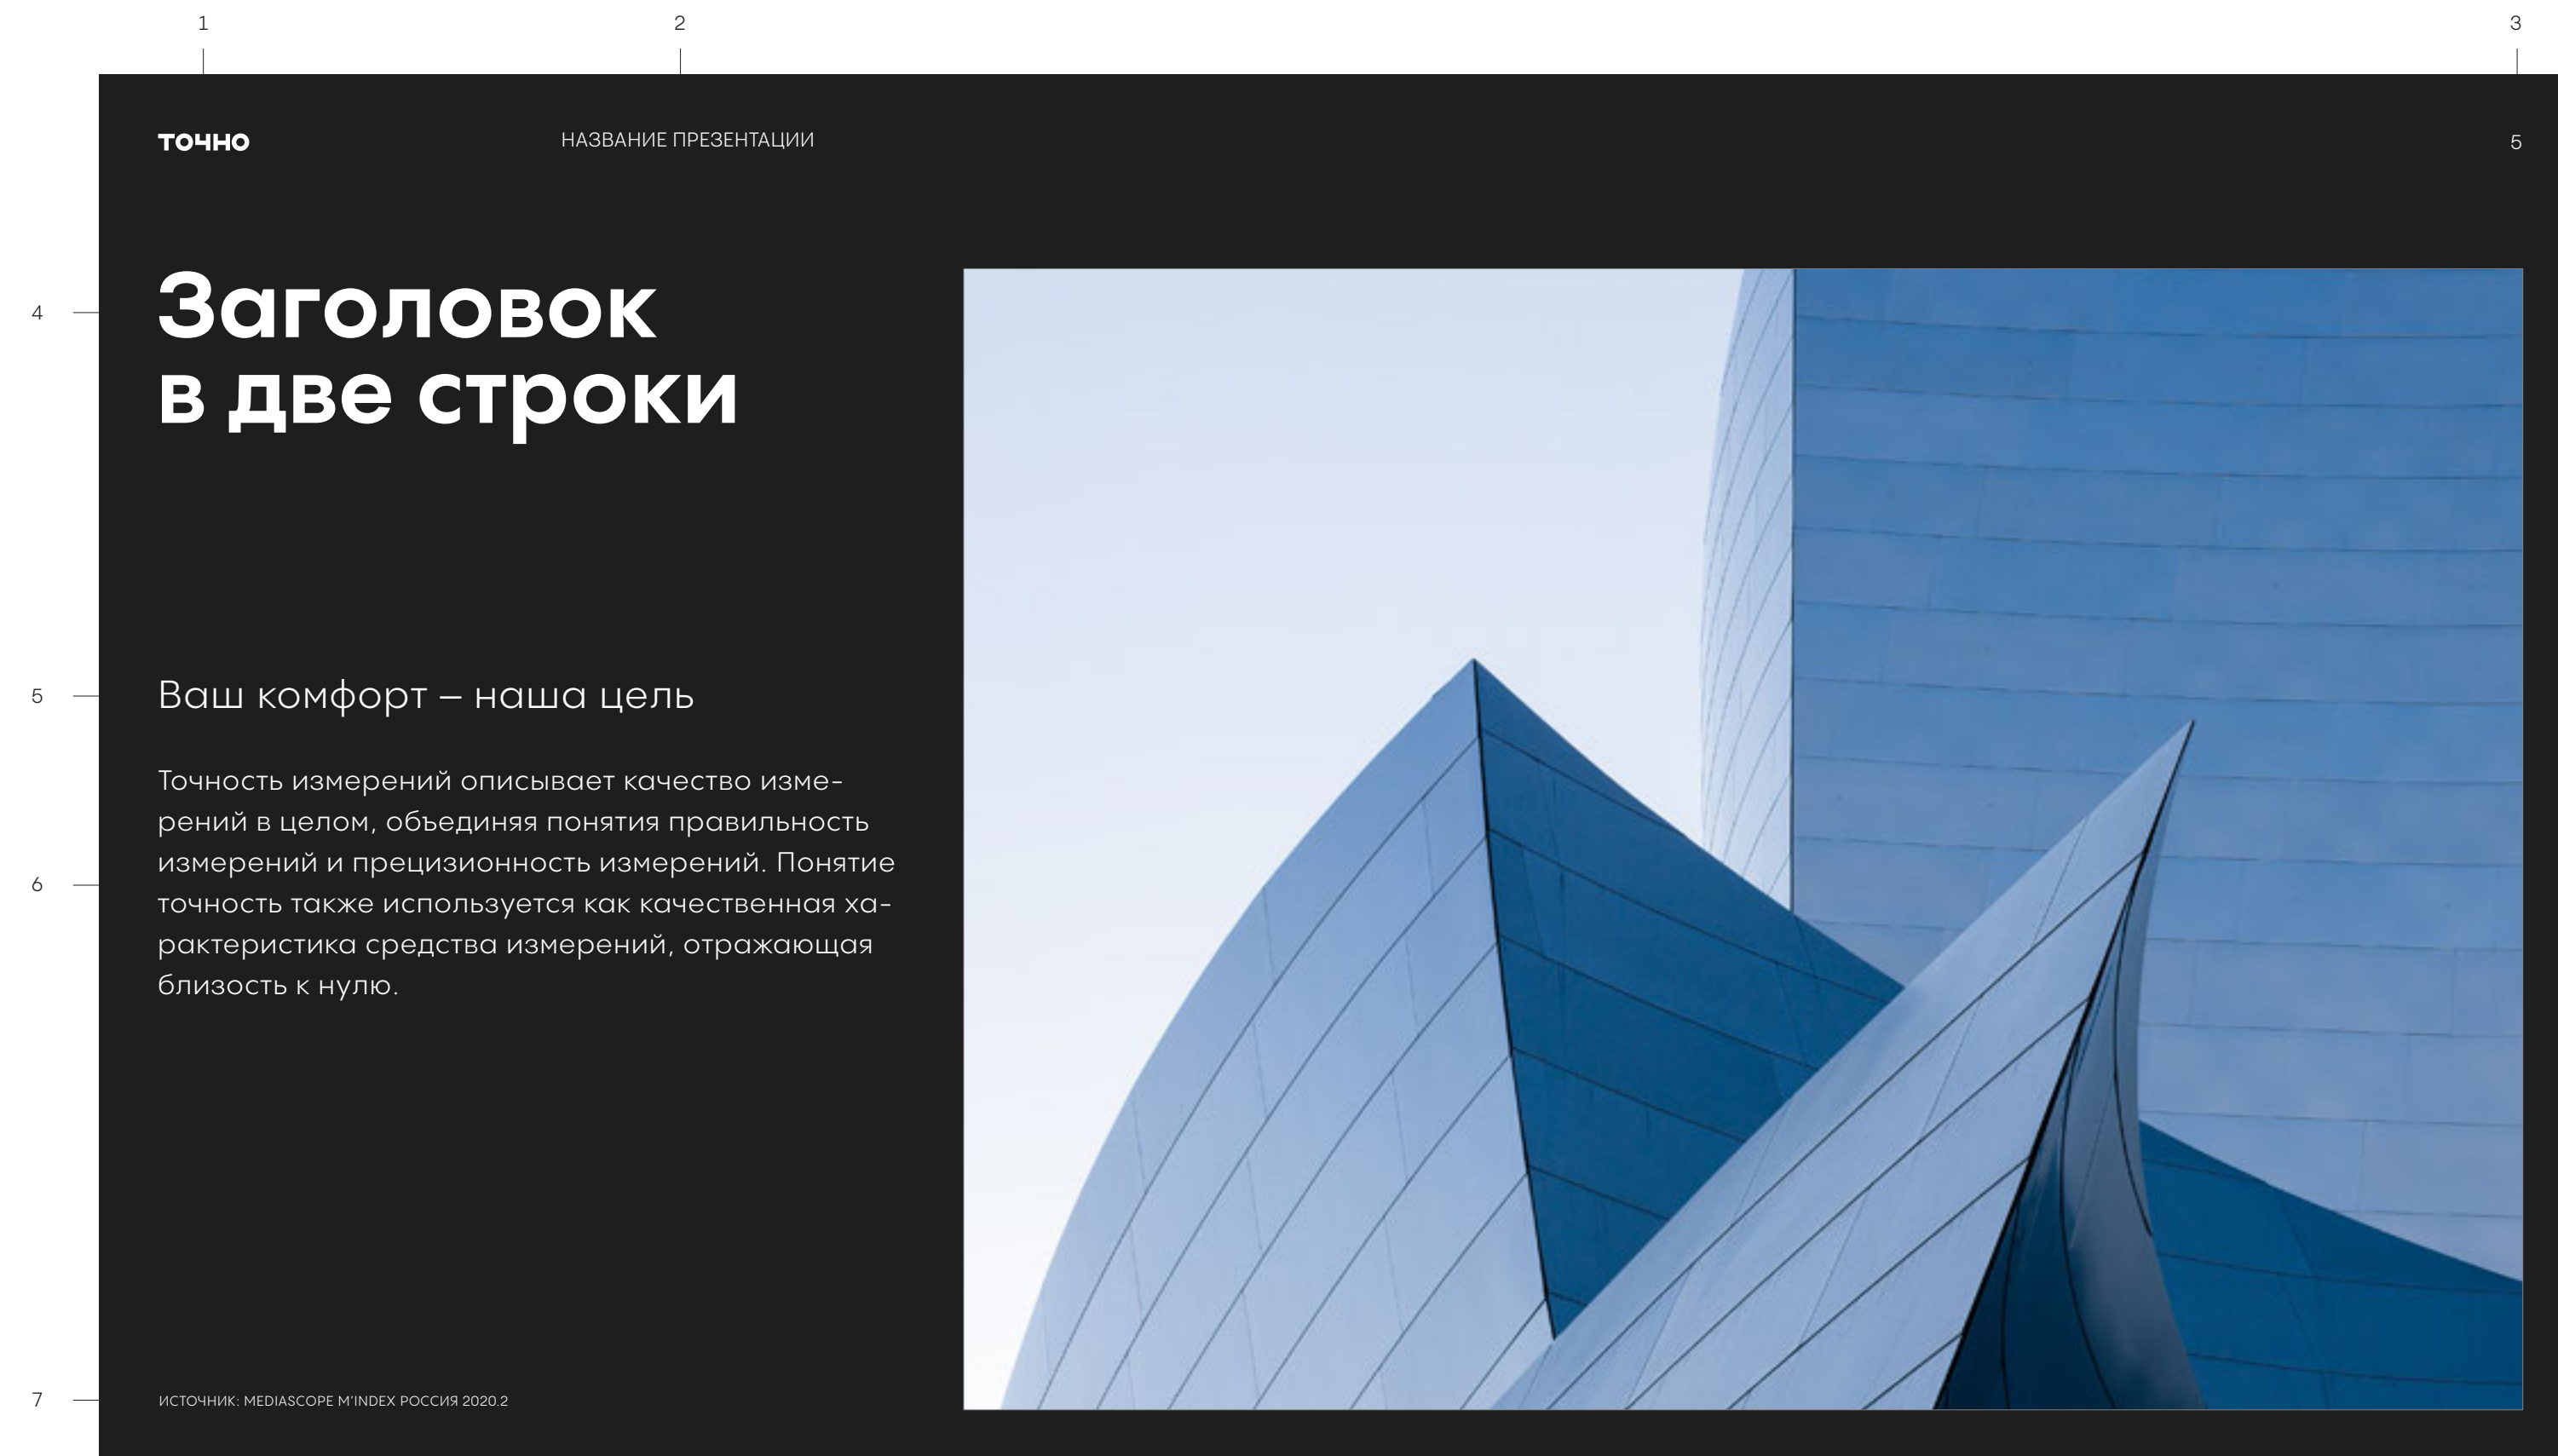 1
2
3
точно
НАЗВАНИЕ ПРЕЗЕНТАЦИИ
5
4
Заголовок
в две строки
5
Ваш комфорт – наша цель
Точность измерений описывает качество изме-
рений в целом, объединяя понятия правильность
измерений и прецизионность измерений. Понятие
6
точность также используется как качественная ха-
рактеристика средства измерений, отражающая
близость к нулю.
7
ИСТОЧНИК: MEDIASCOPE M’INDEX РОССИЯ 2020.2